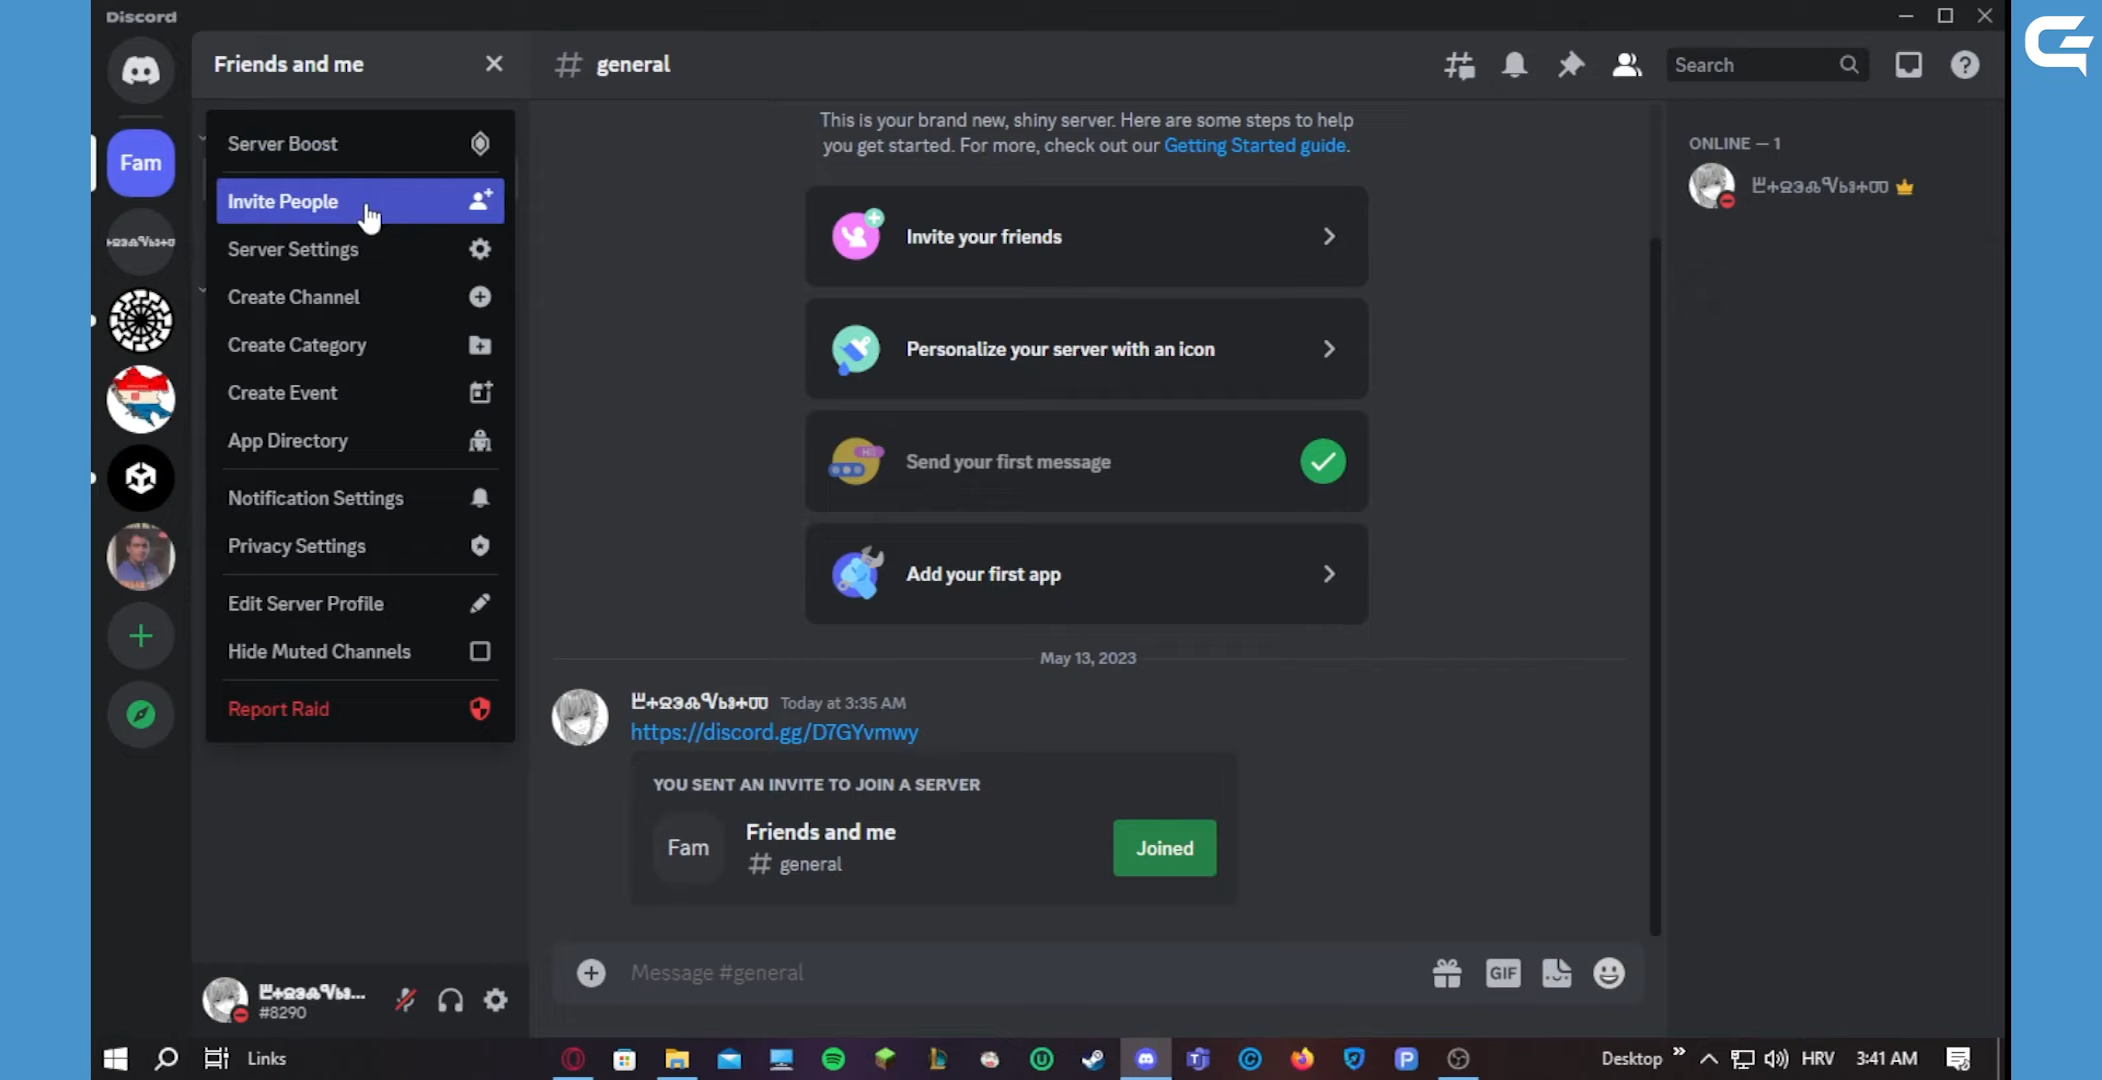 Discord
Friends and me
general
Search
Fam
Server Boost
Invite People
Server Settings
Create Channel
Create Category
Create Event
App Directory
Notification Settings
Privacy Settings
Edit Server Profile
Hide Muted Channels
Report Raid
This is your brand new, shiny server. Here are some steps to help
you get started. For more, check out our Getting Started guide.
Invite your friends
Personalize your server with an icon
Send your first message
Add your first app
May 13, 2023
Today at 3:35 AM
https://discord.gg/D7GYvmwy
YOU SENT AN INVITE TO JOIN A SERVER
Fam
Friends and me
general
Joined
Message #general
GIF
ONLINE — 1
#8290
Links
Desktop
HRV
3:41 AM